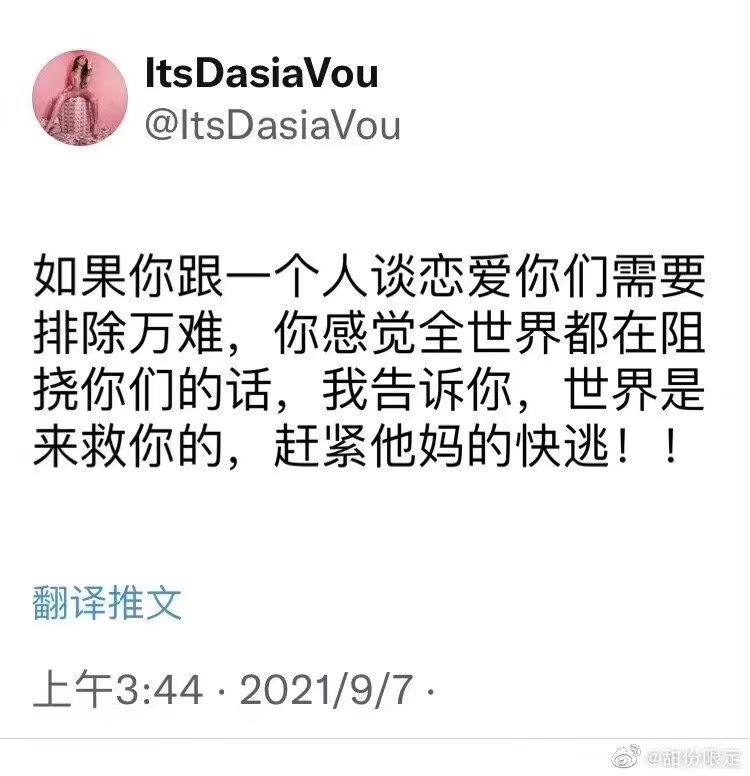 ItsDasiaVou
@ItsDasiaVou
如果你跟一个人谈恋爱你们需要
排除万难，你感觉全世界都在阻
挠你们的话，我告诉你，世界是
来救你的，赶紧他妈的快逃！！
翻译推文
上午3:44 · 2021/9/7 ·
@甜份限定